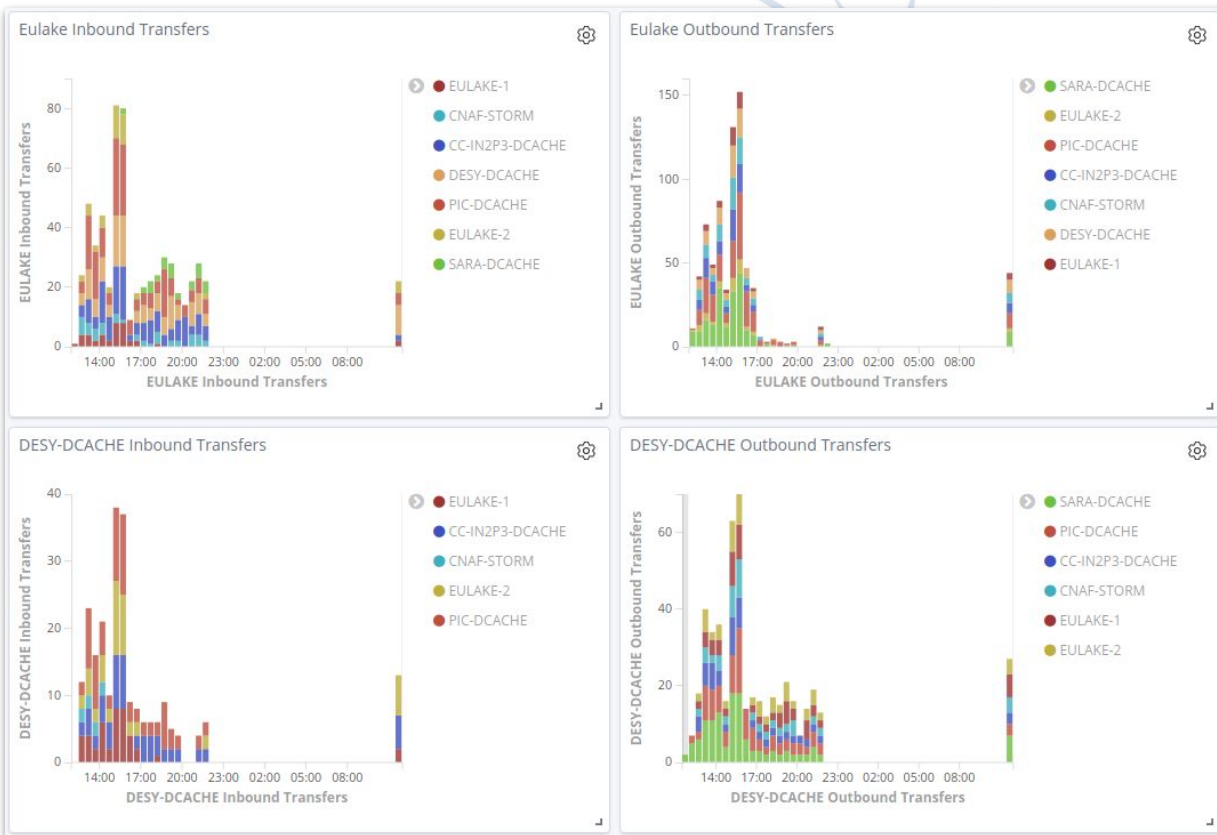 Eulake Inbound Transfers
EULAKE Inbound Transfers
80
60
40
20
0
14:00 17:00 20:00 23:00 02:00 05:00 08:00
EULAKE Inbound Transfers
EULAKE-1
CNAF-STORM
CC-IN2P3-DCACHE
DESY-DCACHE
PIC-DCACHE
EULAKE-2
SARA-DCACHE
Eulake Outbound Transfers
EULAKE Outbound Transfers
150
100
50
0
14:00 17:00 20:00 23:00 02:00 05:00 08:00
EULAKE Outbound Transfers
SARA-DCACHE
EULAKE-2
PIC-DCACHE
CC-IN2P3-DCACHE
CNAF-STORM
DESY-DCACHE
EULAKE-1
DESY-DCACHE Inbound Transfers
DESY-DCACHE Inbound Transfers
40
30
20
10
0
14:00 17:00 20:00 23:00 02:00 05:00 08:00
DESY-DCACHE Inbound Transfers
EULAKE-1
CC-IN2P3-DCACHE
CNAF-STORM
EULAKE-2
PIC-DCACHE
DESY-DCACHE Outbound Transfers
DESY-DCACHE Outbound Transfers
60
40
20
0
14:00 17:00 20:00 23:00 02:00 05:00 08:00
DESY-DCACHE Outbound Transfers
SARA-DCACHE
PIC-DCACHE
CC-IN2P3-DCACHE
CNAF-STORM
EULAKE-1
EULAKE-2